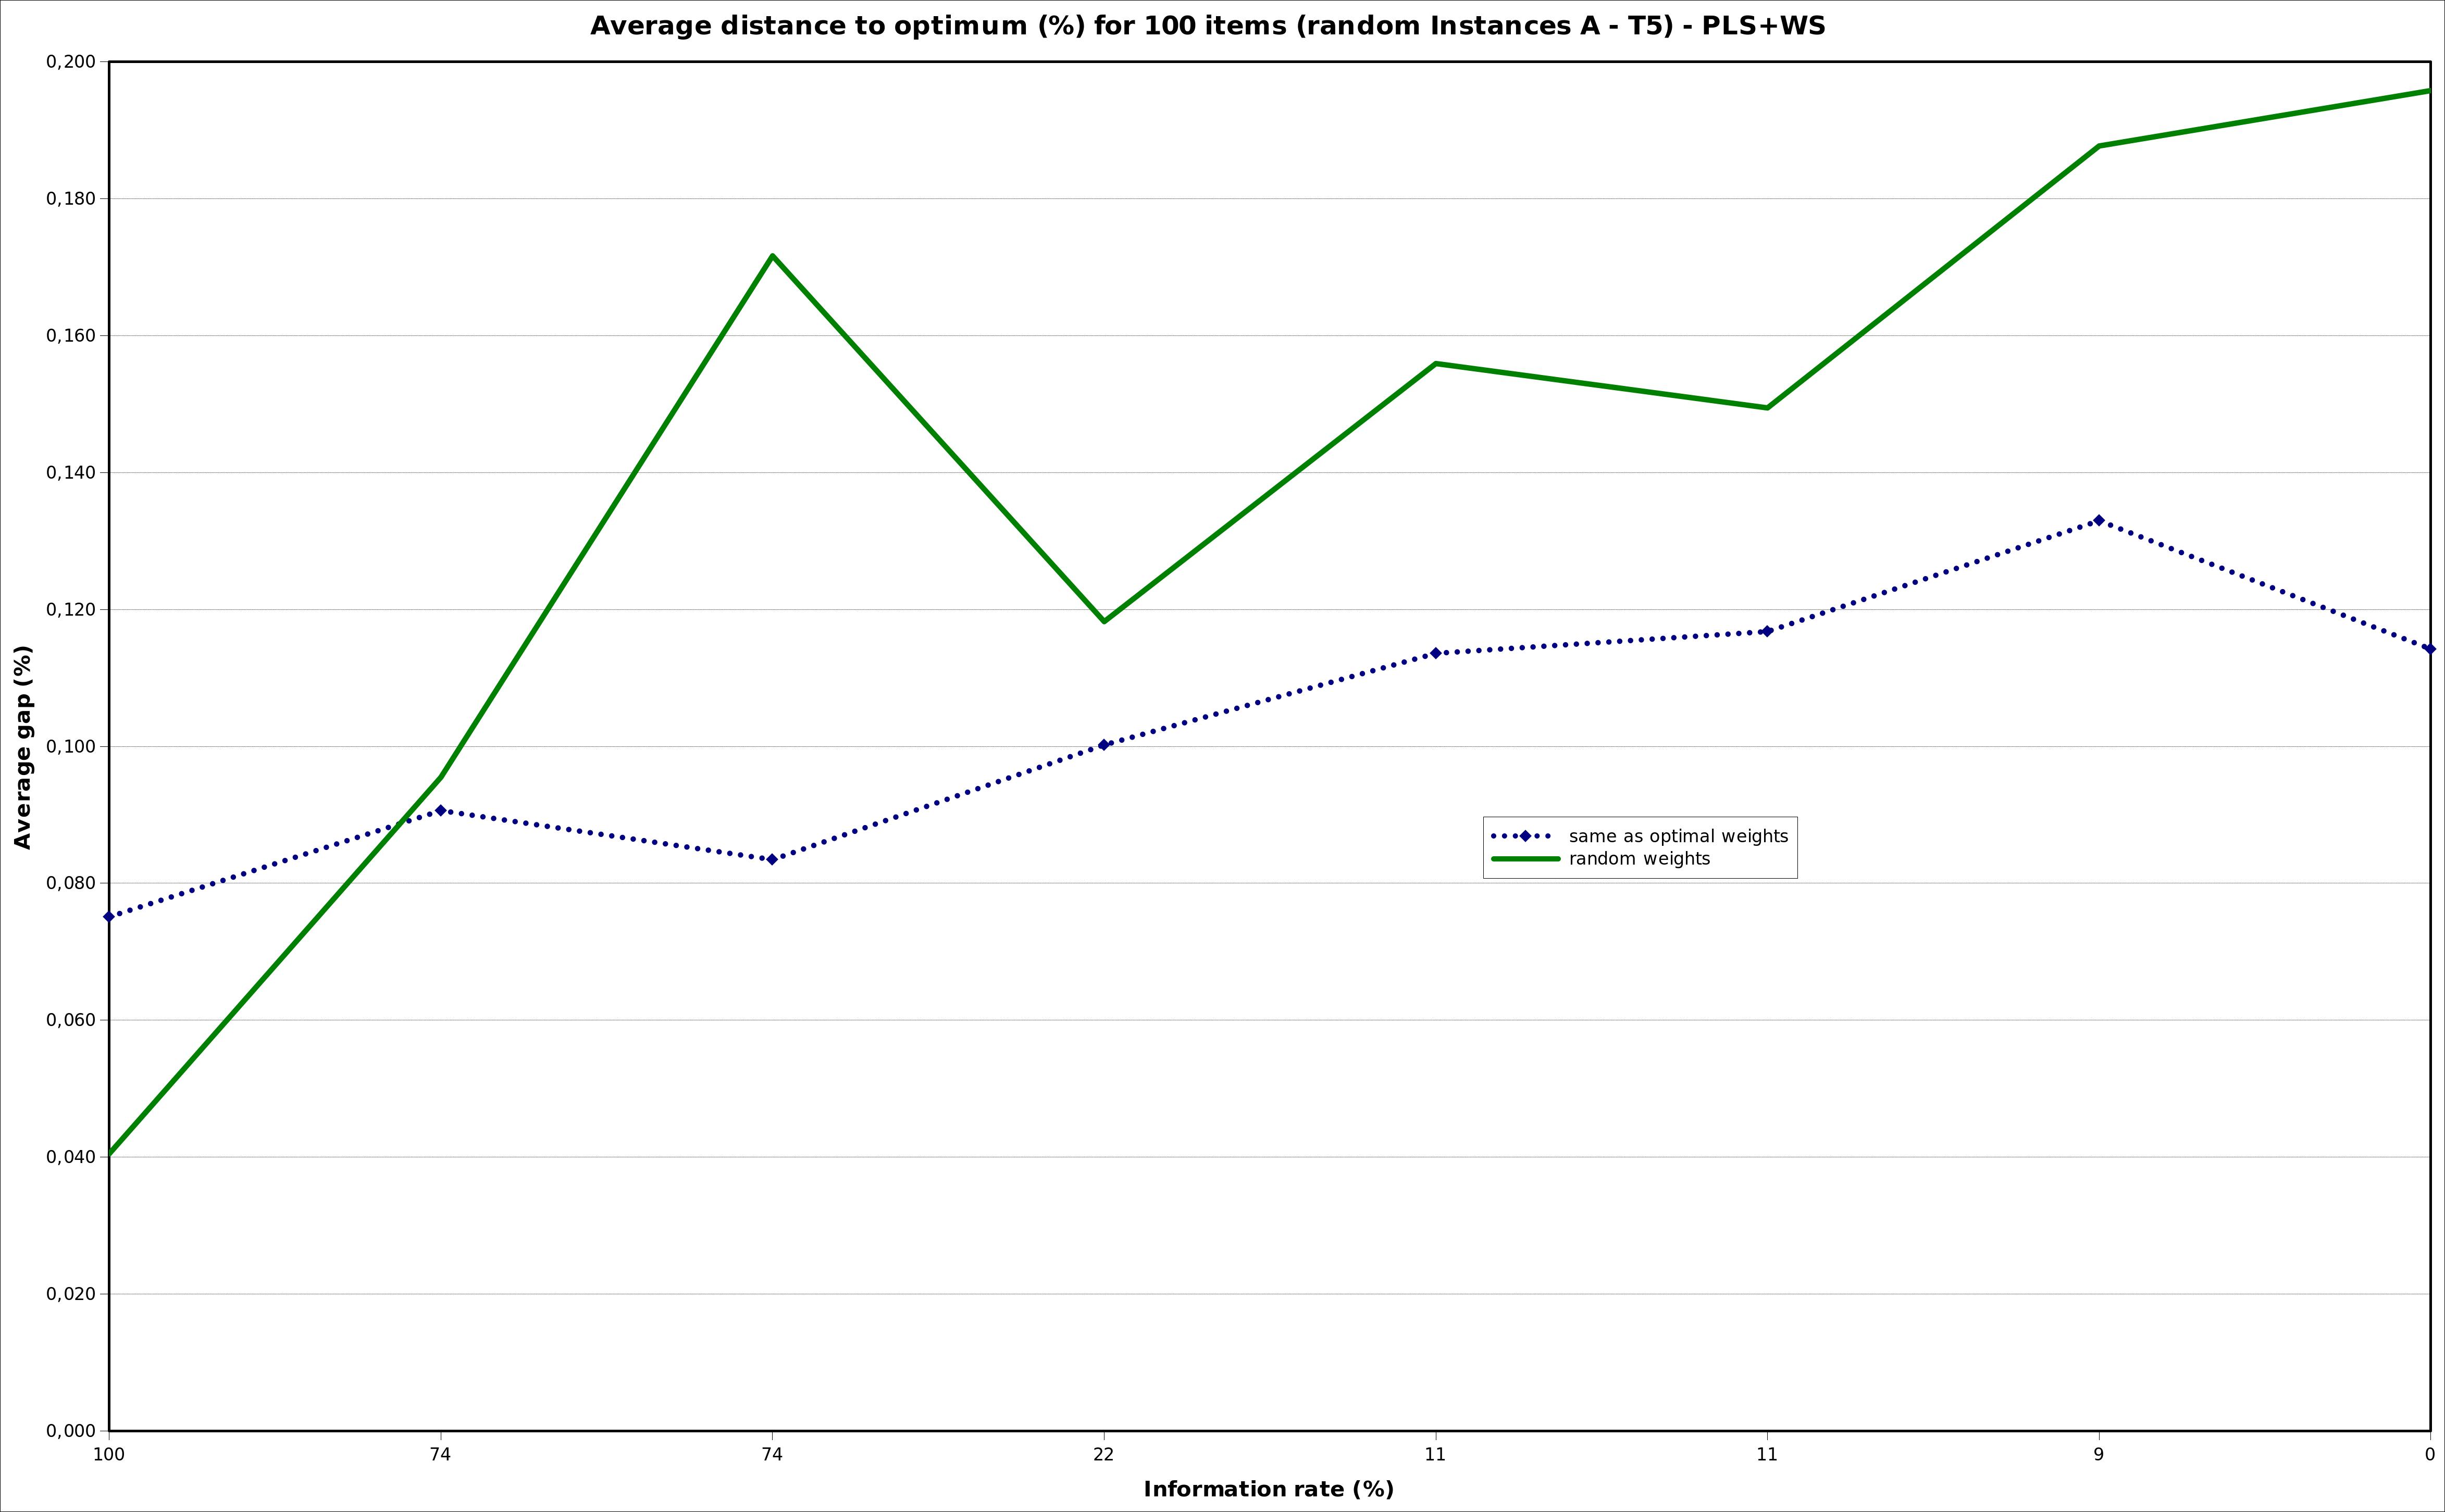 Average distance to optimum (%) for 100 items (random Instances A - T5) - PLS+WS
0,200
0,180
0,160
0,140
0,120
0,100
0,080
0,060
0,040
0,020
0,000
Average gap (%)
same as optimal weights
random weights
100 74 74 22 11 11 9 0
Information rate (%)